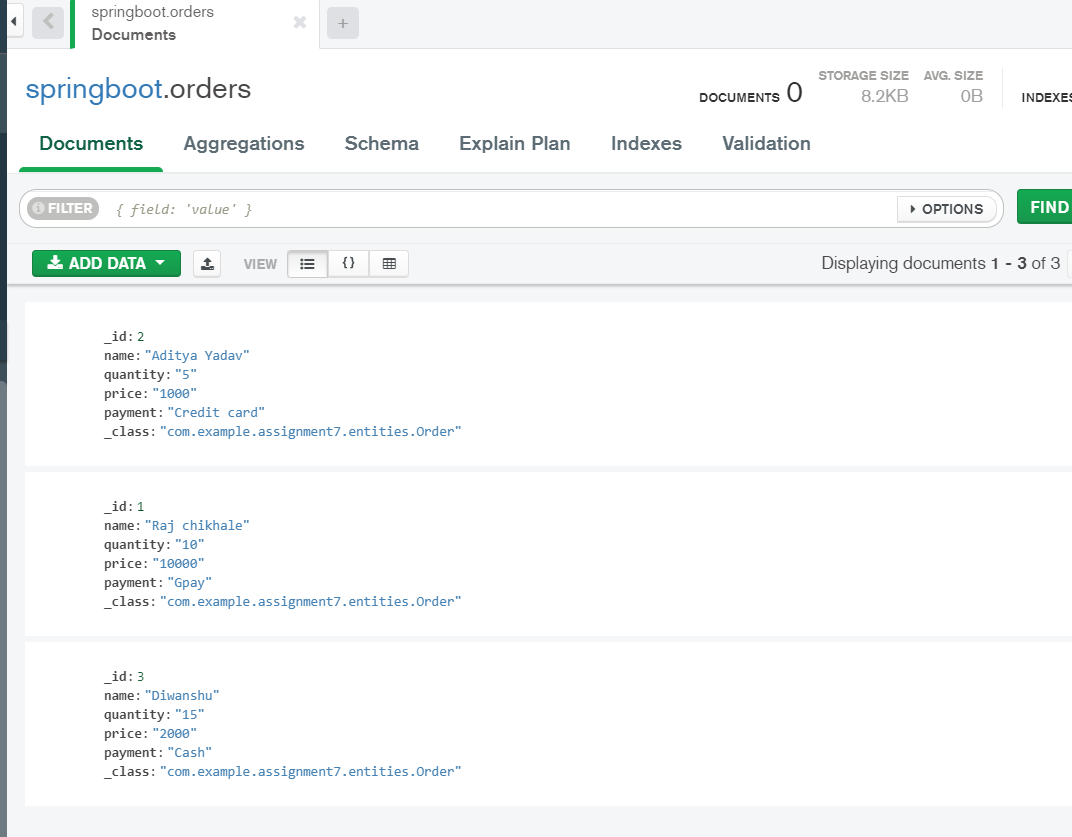 springboot.orders
Documents
springboot.orders
DOCUMENTS 0
STORAGE SIZE
8.2KB
AVG. SIZE
0B
INDEXES
Documents Aggregations Schema Explain Plan Indexes Validation
FILTER { field: 'value' } OPTIONS FIND
ADD DATA VIEW {} Displaying documents 1 - 3 of 3
_id: 2
name: "Aditya Yadav"
quantity: "5"
price: "1000"
payment: "Credit card"
_class: "com.example.assignment7.entities.Order"
_id: 1
name: "Raj chikhale"
quantity: "10"
price: "10000"
payment: "Gpay"
_class: "com.example.assignment7.entities.Order"
_id: 3
name: "Diwanshu"
quantity: "15"
price: "2000"
payment: "Cash"
_class: "com.example.assignment7.entities.Order"